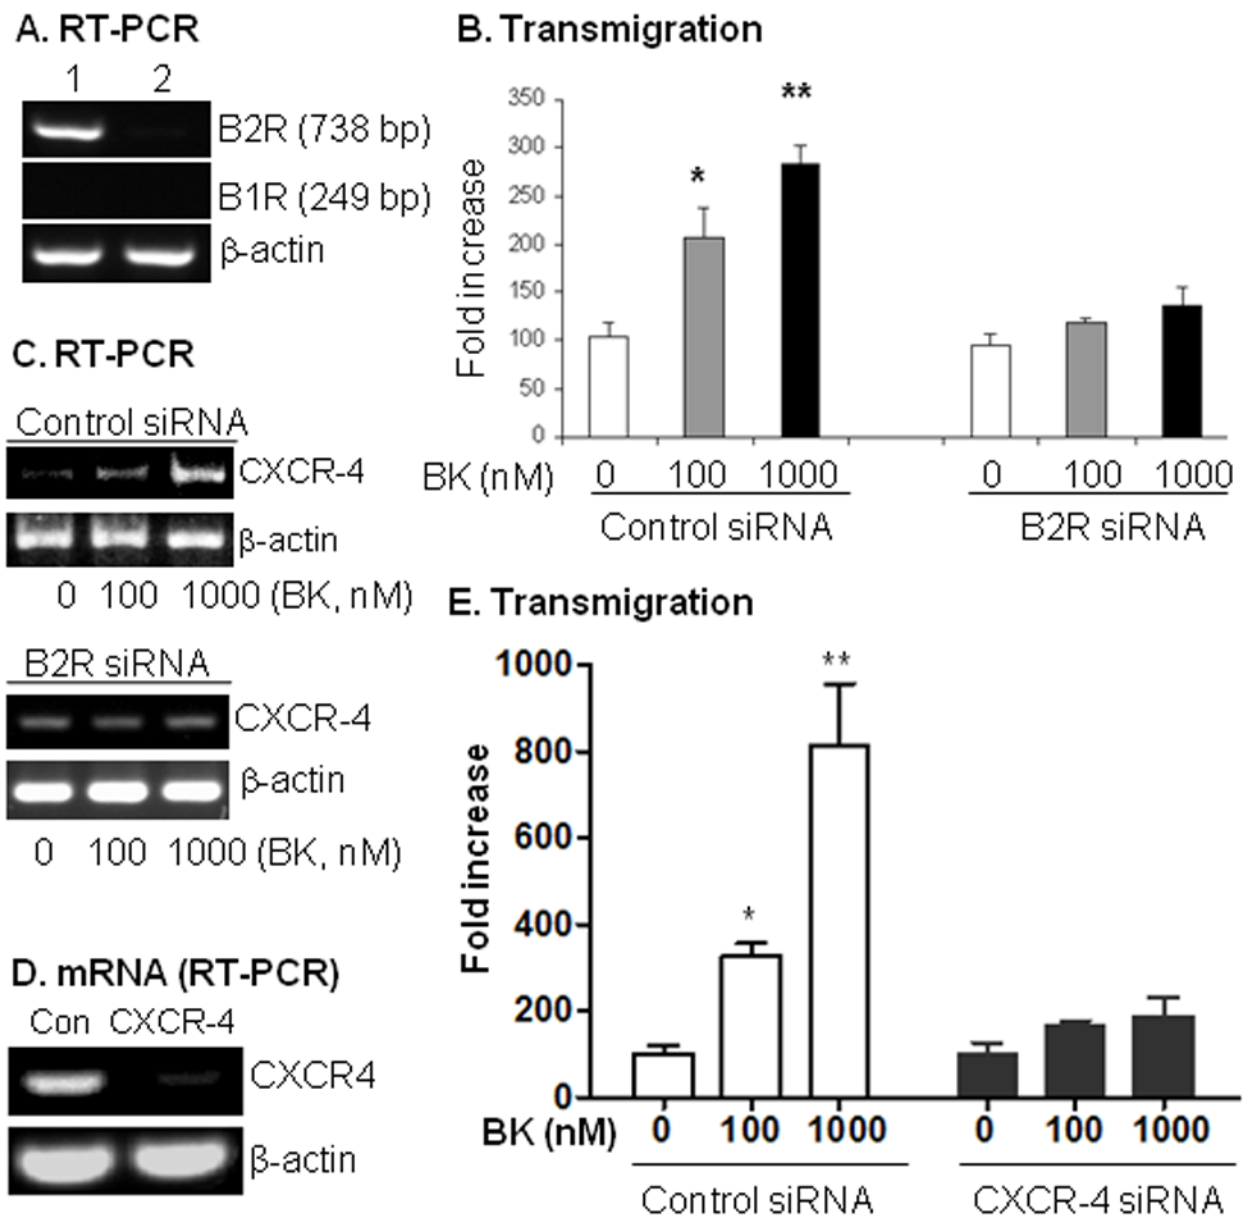 A. RT-PCR
1 2
B2R (738 bp)
B1R (249 bp)
β-actin
B. Transmigration
Fold increase
350
300
250
200
150
100
50
0
*
**
BK (nM) 0 100 1000 0 100 1000
Control siRNA B2R siRNA
C. RT-PCR
Control siRNA
CXCR-4
β-actin
0 100 1000 (BK, nM)
B2R siRNA
CXCR-4
β-actin
0 100 1000 (BK, nM)
D. mRNA (RT-PCR)
Con CXCR-4
CXCR4
β-actin
E. Transmigration
Fold increase
1000
800
600
400
200
0
*
**
BK (nM) 0 100 1000 0 100 1000
Control siRNA CXCR-4 siRNA